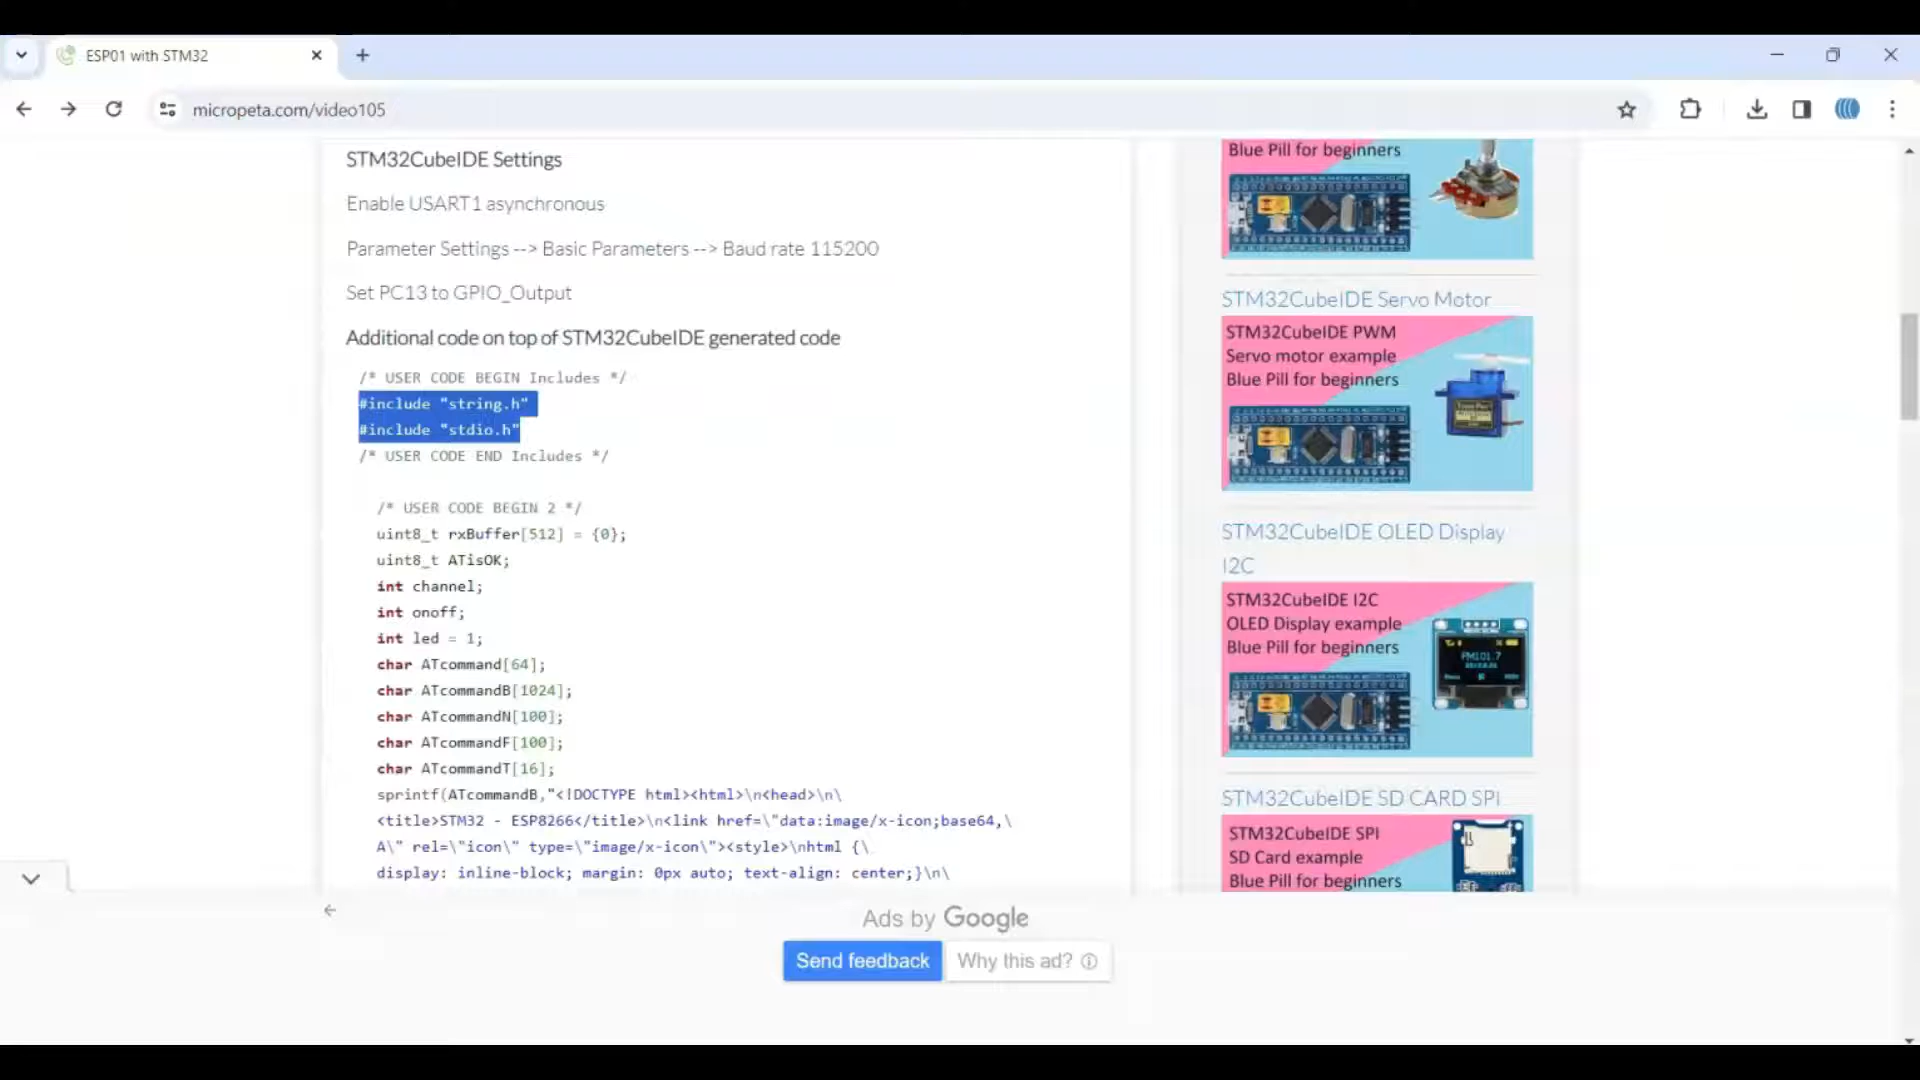 ESP01 with STM32
micropeta.com/video105
STM32CubeIDE Settings
Enable USART1 asynchronous
Parameter Settings --> Basic Parameters --> Baud rate 115200
Set PC13 to GPIO_Output
Additional code on top of STM32CubeIDE generated code
/* USER CODE BEGIN Includes */
#include "string.h"
#include "stdio.h"
/* USER CODE END Includes */
/* USER CODE BEGIN 2 */
uint8_t rxBuffer[512] = {0};
uint8_t ATisOK;
int channel;
int onoff;
int led = 1;
char ATcommand[64];
char ATcommandB[1024];
char ATcommandN[100];
char ATcommandF[100];
char ATcommandT[16];
sprintf(ATcommandB,"<!DOCTYPE html><html>\n<head>\n\
<title>STM32 - ESP8266</title>\n<link href=\"data:image/x-icon;base64,\
A\" rel=\"icon\" type=\"image/x-icon\"><style>\nhtml {\
display: inline-block; margin: 0px auto; text-align: center;}\n\
Blue Pill for beginners
STM32CubeIDE Servo Motor
STM32CubeIDE PWM
Servo motor example
Blue Pill for beginners
STM32CubeIDE OLED Display
I2C
STM32CubeIDE I2C
OLED Display example
Blue Pill for beginners
STM32CubeIDE SD CARD SPI
STM32CubeIDE SPI
SD Card example
Blue Pill for beginners
Ads by Google
Send feedback
Why this ad?